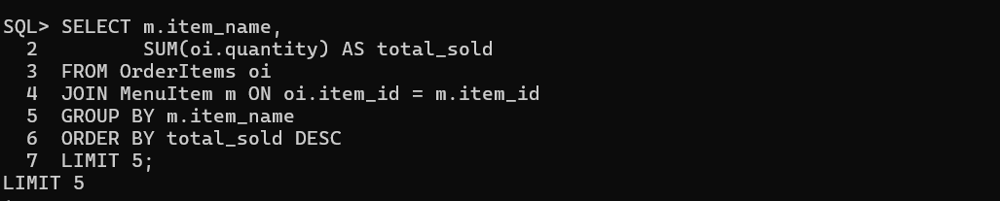 SQL> SELECT m.item_name,
  2         SUM(oi.quantity) AS total_sold
  3  FROM OrderItems oi
  4  JOIN MenuItem m ON oi.item_id = m.item_id
  5  GROUP BY m.item_name
  6  ORDER BY total_sold DESC
  7  LIMIT 5;
LIMIT 5